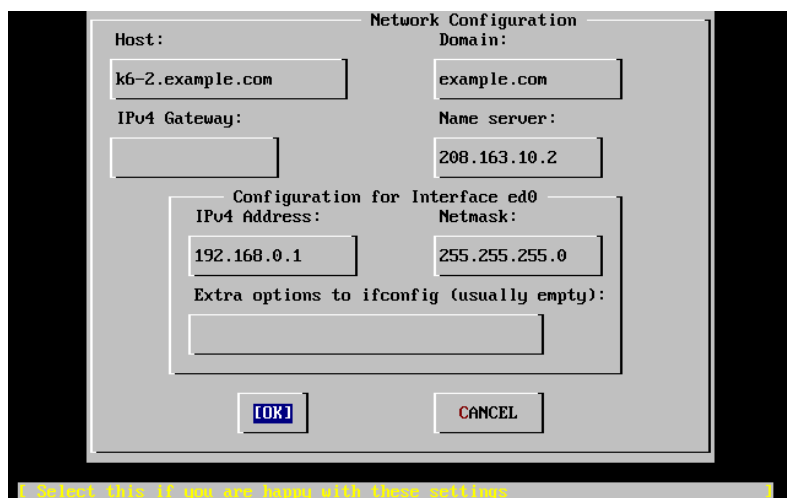 Network Configuration
Host: Domain:
k6-2.example.com example.com
IPv4 Gateway: Name server:
208.163.10.2
Configuration for Interface ed0
IPv4 Address: Netmask:
192.168.0.1 255.255.255.0
Extra options to ifconfig (usually empty):
[OK] CANCEL
[ Select this if you are happy with these settings ]